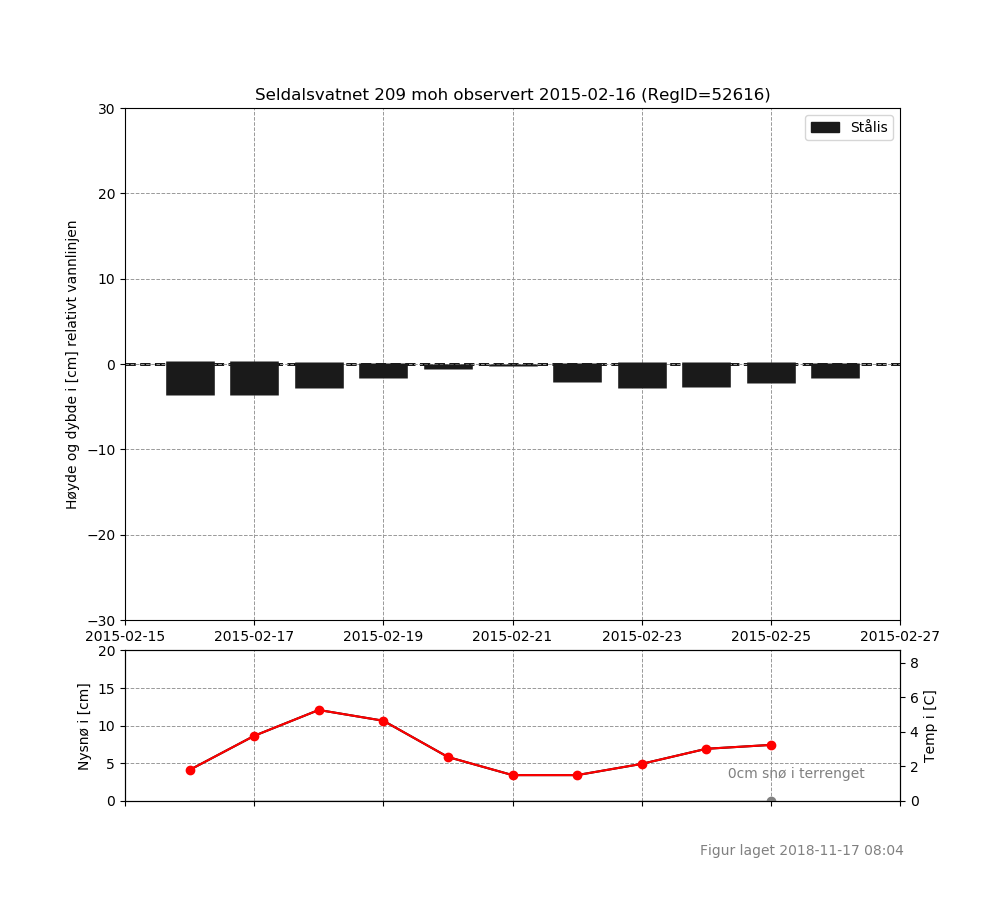 Seldalsvatnet 209 moh observert 2015-02-16 (RegID=52616)
Stålis
Høyde og dybde i [cm] relativt vannlinjen
30
20
10
0
−10
−20
−30
2015-02-15 2015-02-17 2015-02-19 2015-02-21 2015-02-23 2015-02-25 2015-02-27
Nysnø i [cm]
20
15
10
5
0
8
6
4
2
0
Temp i [C]
0cm snø i terrenget
Figur laget 2018-11-17 08:04